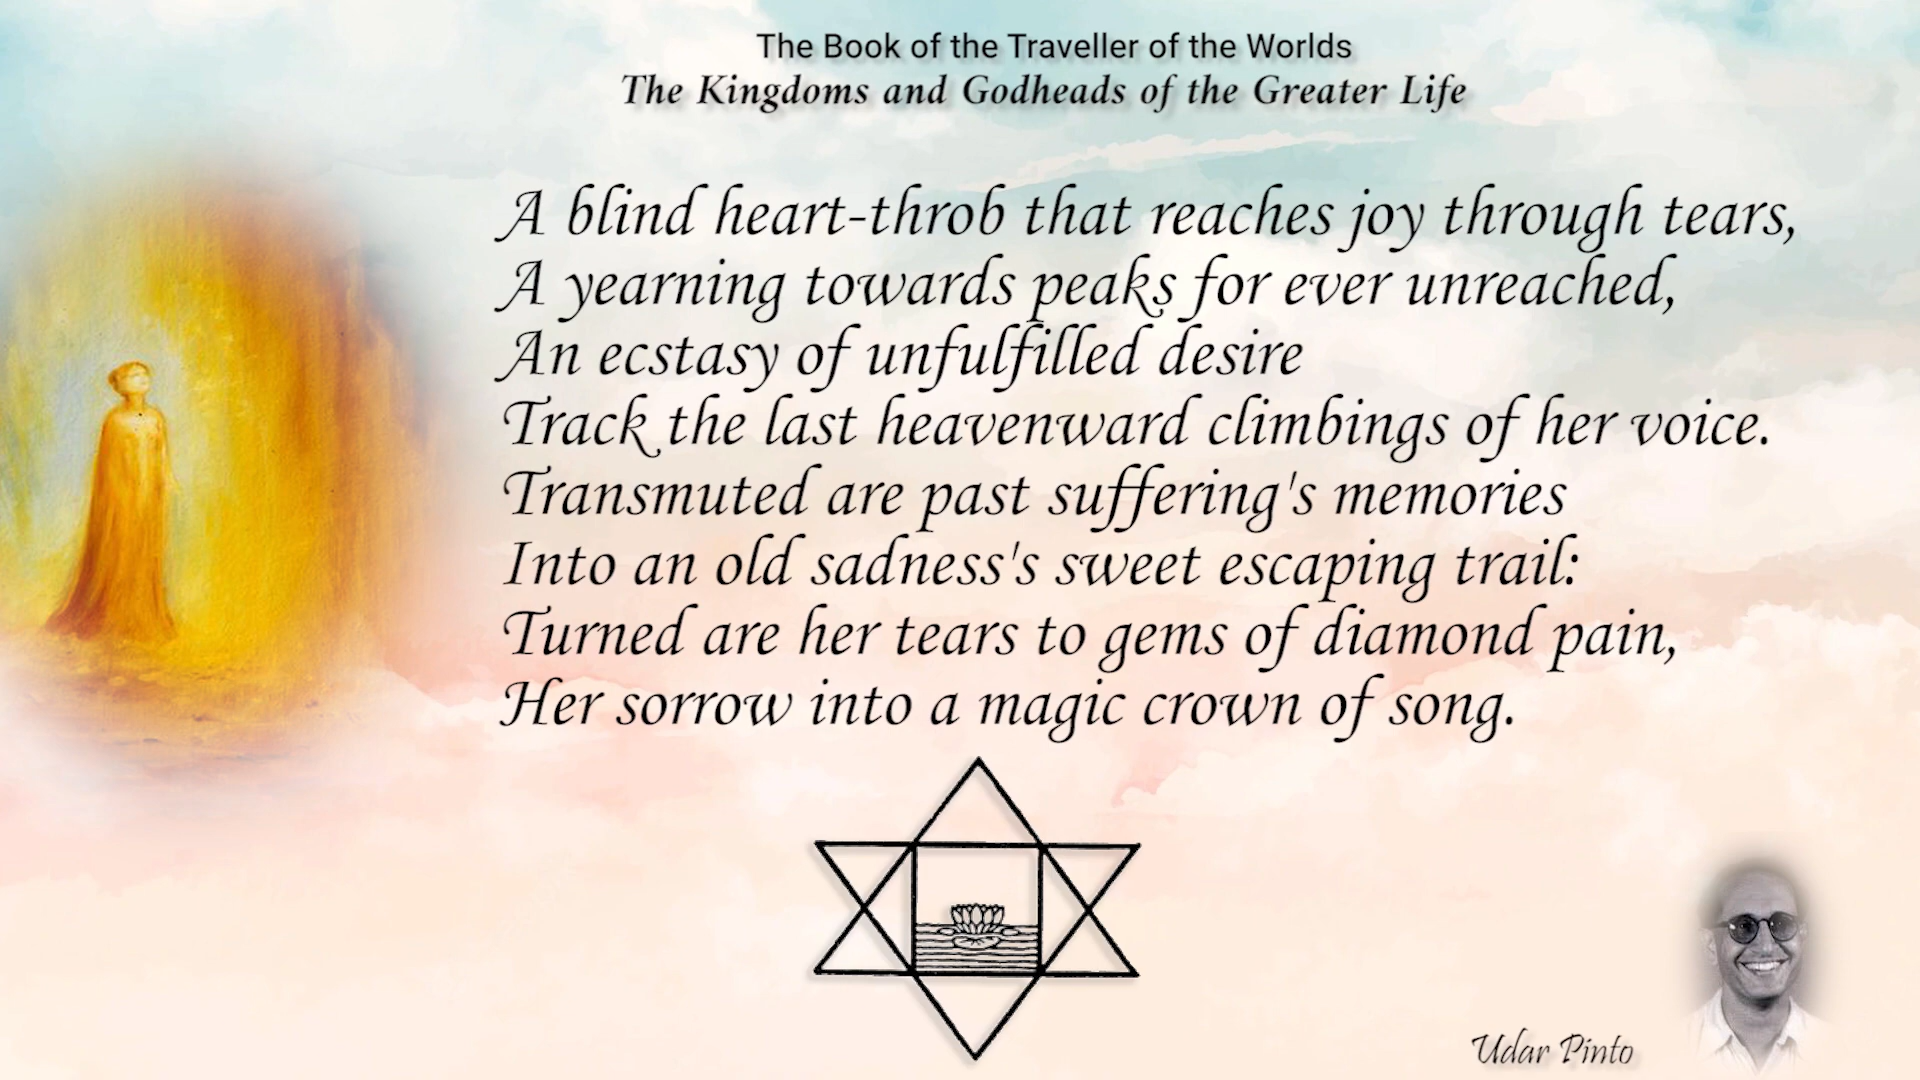 The Book of the Traveller of the Worlds
The Kingdoms and Godheads of the Greater Life
A blind heart-throb that reaches joy through tears,
A yearning towards peaks for ever unreached,
An ecstasy of unfulfilled desire
Track the last heavenward climbings of her voice.
Transmuted are past suffering's memories
Into an old sadness's sweet escaping trail:
Turned are her tears to gems of diamond pain,
Her sorrow into a magic crown of song.
Udar Pinto